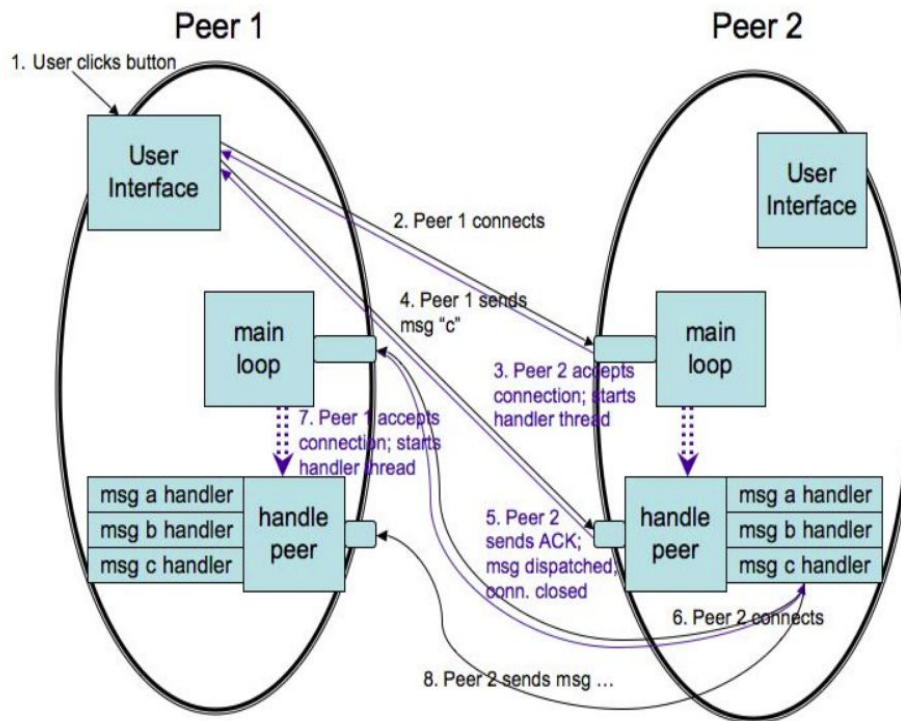 Peer 1
Peer 2
1. User clicks button
User
Interface
User
Interface
2. Peer 1 connects
4. Peer 1 sends
msg "c"
main
loop
main
loop
3. Peer 2 accepts
connection; starts
handler thread
7. Peer 1 accepts
connection; starts
handler thread
msg a handler
msg b handler
msg c handler
handle
peer
5. Peer 2
sends ACK;
msg dispatched,
conn. closed
handle
peer
msg a handler
msg b handler
msg c handler
6. Peer 2 connects
8. Peer 2 sends msg ...